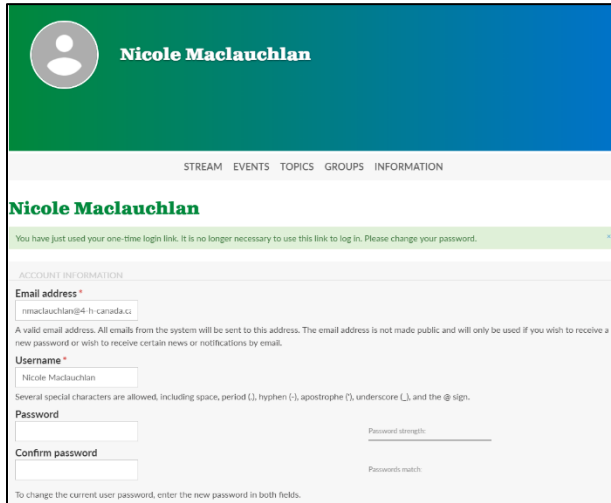 Nicole Maclauchlan
STREAM EVENTS TOPICS GROUPS INFORMATION
Nicole Maclauchlan
You have just used your one-time login link. It is no longer necessary to use this link to log in. Please change your password. ×
ACCOUNT INFORMATION
Email address *
nmaclauchlan@4-h-canada.ca
A valid email address. All emails from the system will be sent to this address. The email address is not made public and will only be used if you wish to receive a
new password or wish to receive certain news or notifications by email.
Username *
Nicole Maclauchlan
Several special characters are allowed, including space, period (.), hyphen (-), apostrophe ('), underscore (_), and the @ sign.
Password
Password strength:
Confirm password
Passwords match:
To change the current user password, enter the new password in both fields.